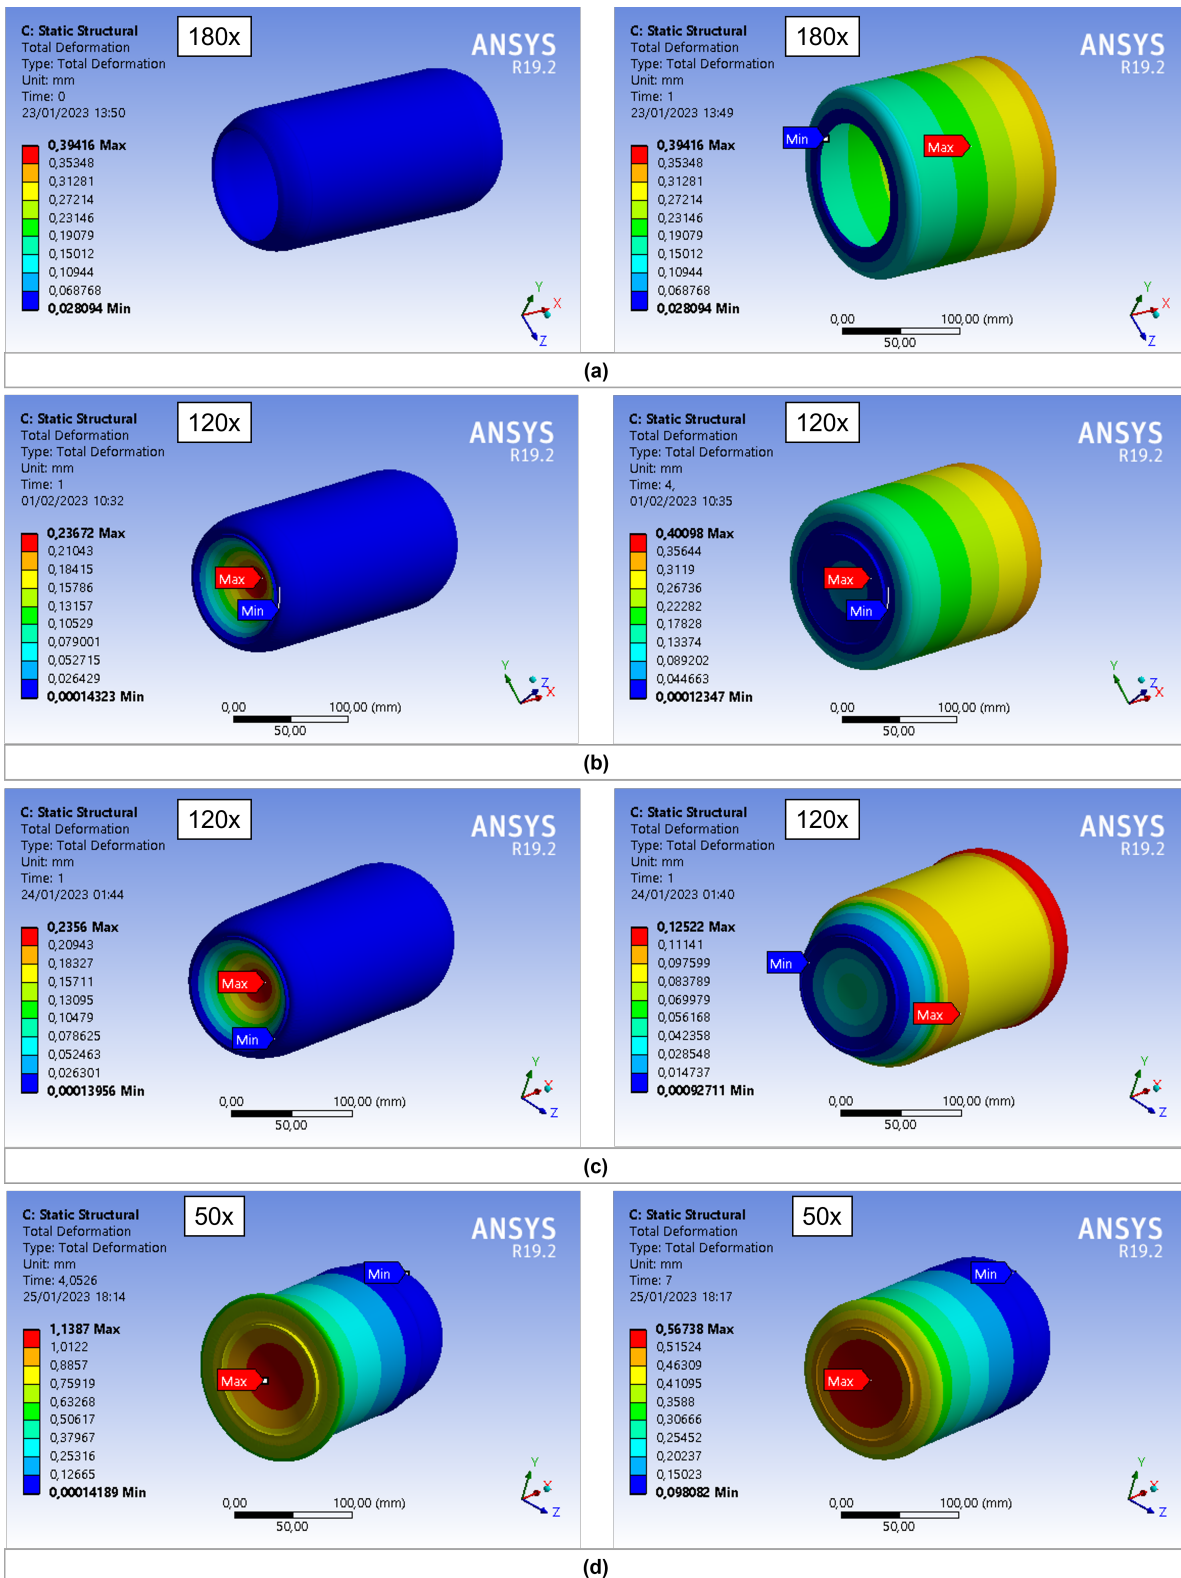 C: Static Structural
Total Deformation
Type: Total Deformation
Unit: mm
Time: 0
23/01/2023 13:50
180x
ANSYS
R19.2
0,39416 Max
0,35348
0,31281
0,27214
0,23146
0,19079
0,15012
0,10944
0,068768
0,028094 Min
Y
X
Z
C: Static Structural
Total Deformation
Type: Total Deformation
Unit: mm
Time: 1
23/01/2023 13:49
180x
ANSYS
R19.2
0,39416 Max
0,35348
0,31281
0,27214
0,23146
0,19079
0,15012
0,10944
0,068768
0,028094 Min
Min
Max
0,00
100,00 (mm)
50,00
Y
X
Z
(a)
C: Static Structural
Total Deformation
Type: Total Deformation
Unit: mm
Time: 1
01/02/2023 10:32
120x
ANSYS
R19.2
0,23672 Max
0,21043
0,18415
0,15786
0,13157
0,10529
0,079001
0,052715
0,026429
0,00014323 Min
Max
Min
0,00
100,00 (mm)
50,00
Y
Z
X
C: Static Structural
Total Deformation
Type: Total Deformation
Unit: mm
Time: 4,
01/02/2023 10:35
120x
ANSYS
R19.2
0,40098 Max
0,35644
0,3119
0,26736
0,22282
0,17828
0,13374
0,089202
0,044663
0,00012347 Min
Max
Min
0,00
100,00 (mm)
50,00
Y
Z
X
(b)
C: Static Structural
Total Deformation
Type: Total Deformation
Unit: mm
Time: 1
24/01/2023 01:44
120x
ANSYS
R19.2
0,2356 Max
0,20943
0,18327
0,15711
0,13095
0,10479
0,078625
0,052463
0,026301
0,00013956 Min
Max
Min
0,00
100,00 (mm)
50,00
Y
X
Z
C: Static Structural
Total Deformation
Type: Total Deformation
Unit: mm
Time: 1
24/01/2023 01:40
120x
ANSYS
R19.2
0,12522 Max
0,11141
0,097599
0,083789
0,069979
0,056168
0,042358
0,028548
0,014737
0,00092711 Min
Min
Max
0,00
100,00 (mm)
50,00
Y
X
Z
(c)
C: Static Structural
Total Deformation
Type: Total Deformation
Unit: mm
Time: 4,0526
25/01/2023 18:14
50x
ANSYS
R19.2
1,1387 Max
1,0122
0,8857
0,75919
0,63268
0,50617
0,37967
0,25316
0,12665
0,00014189 Min
Min
Max
0,00
100,00 (mm)
50,00
Y
X
Z
C: Static Structural
Total Deformation
Type: Total Deformation
Unit: mm
Time: 7
25/01/2023 18:17
50x
ANSYS
R19.2
0,56738 Max
0,51524
0,46309
0,41095
0,3588
0,30666
0,25452
0,20237
0,15023
0,098082 Min
Min
Max
0,00
100,00 (mm)
50,00
Y
X
Z
(d)